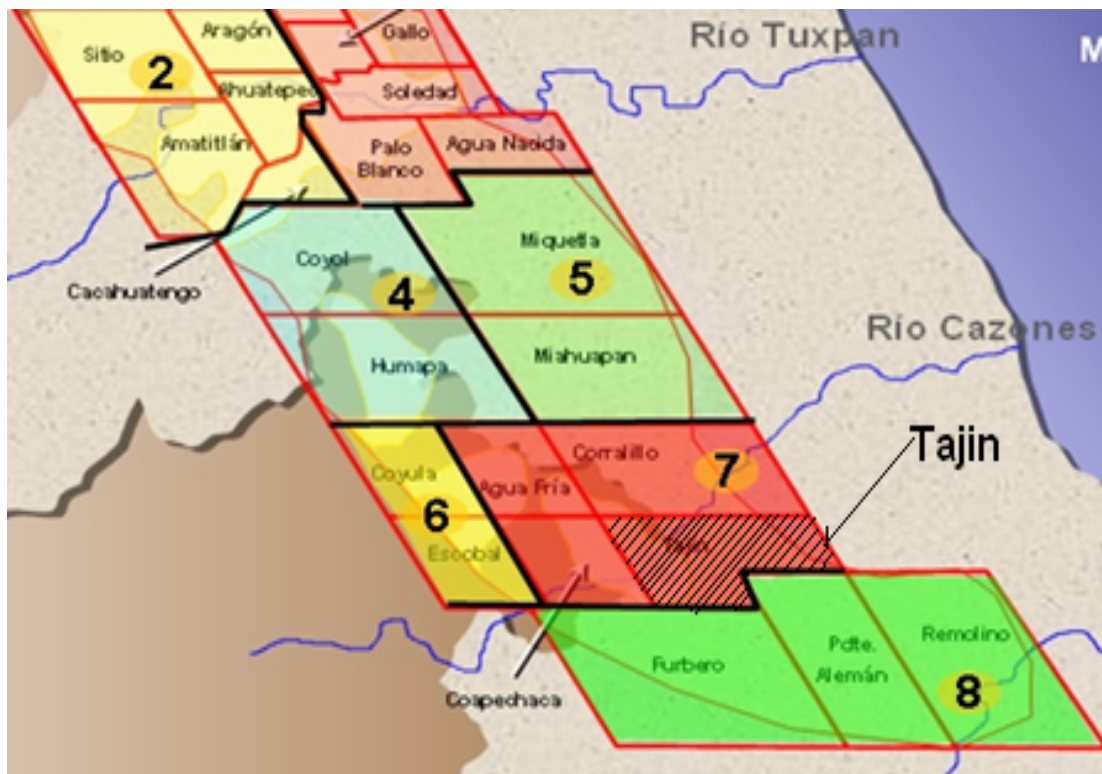 Aragón
Gallo
Río Tuxpan
M
Sitio
2
Ahuatepec
Soledad
Amatitlán
Palo
Blanco
Agua Nacida
Coyol
Miquetla
Cacahuatengo
4
5
Río Cazones
Humapa
Miahuapan
Tajin
Corralillo
7
Coyula
Agua Fría
6
Escobal
Remolino
Furbero
Pdte.
Alemán
8
Coapechaca